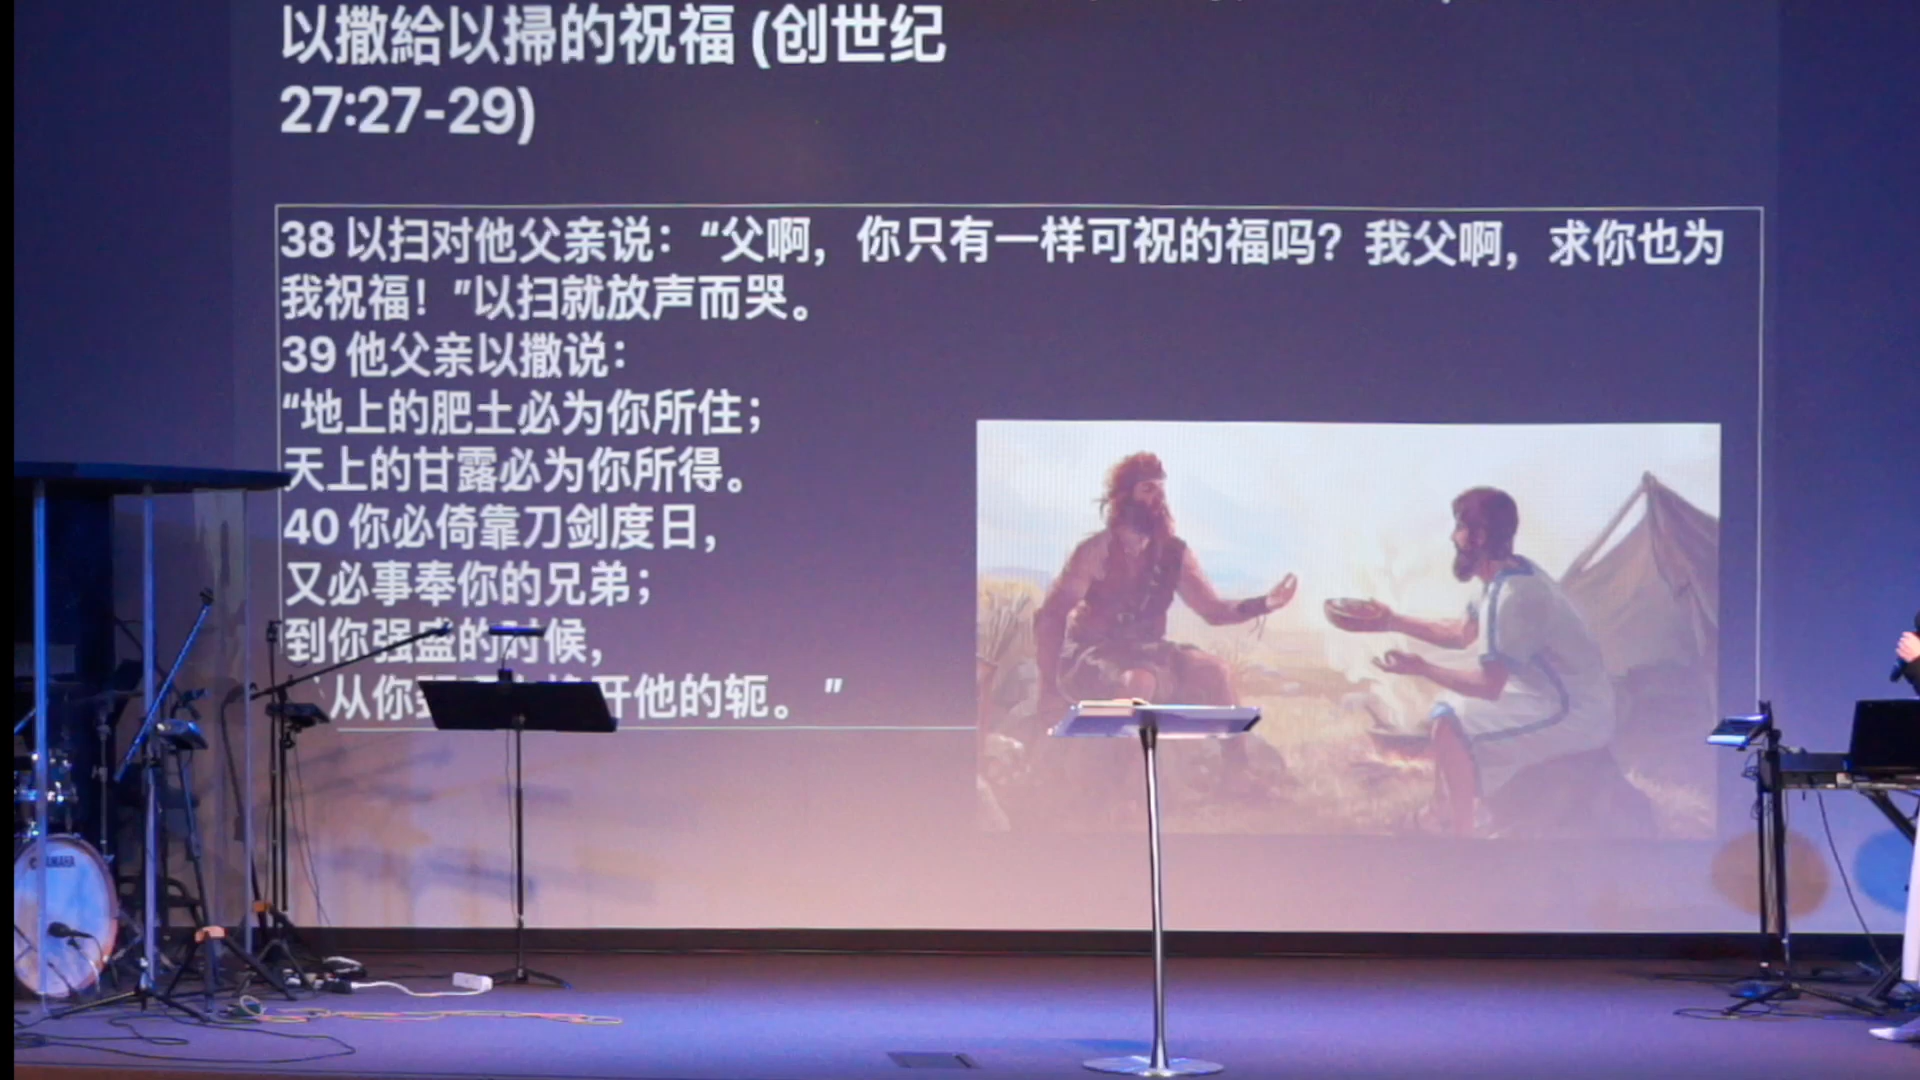 以撒給以掃的祝福 (创世纪
27:27-29)
38 以扫对他父亲说：“父啊，你只有一样可祝的福吗？我父啊，求你也为
我祝福！”以扫就放声而哭。
39 他父亲以撒说：
“地上的肥土必为你所住；
天上的甘露必为你所得。
40 你必倚靠刀剑度日，
又必事奉你的兄弟；
到你强盛的时候，
从你 开他的轭。”
YAMAHA